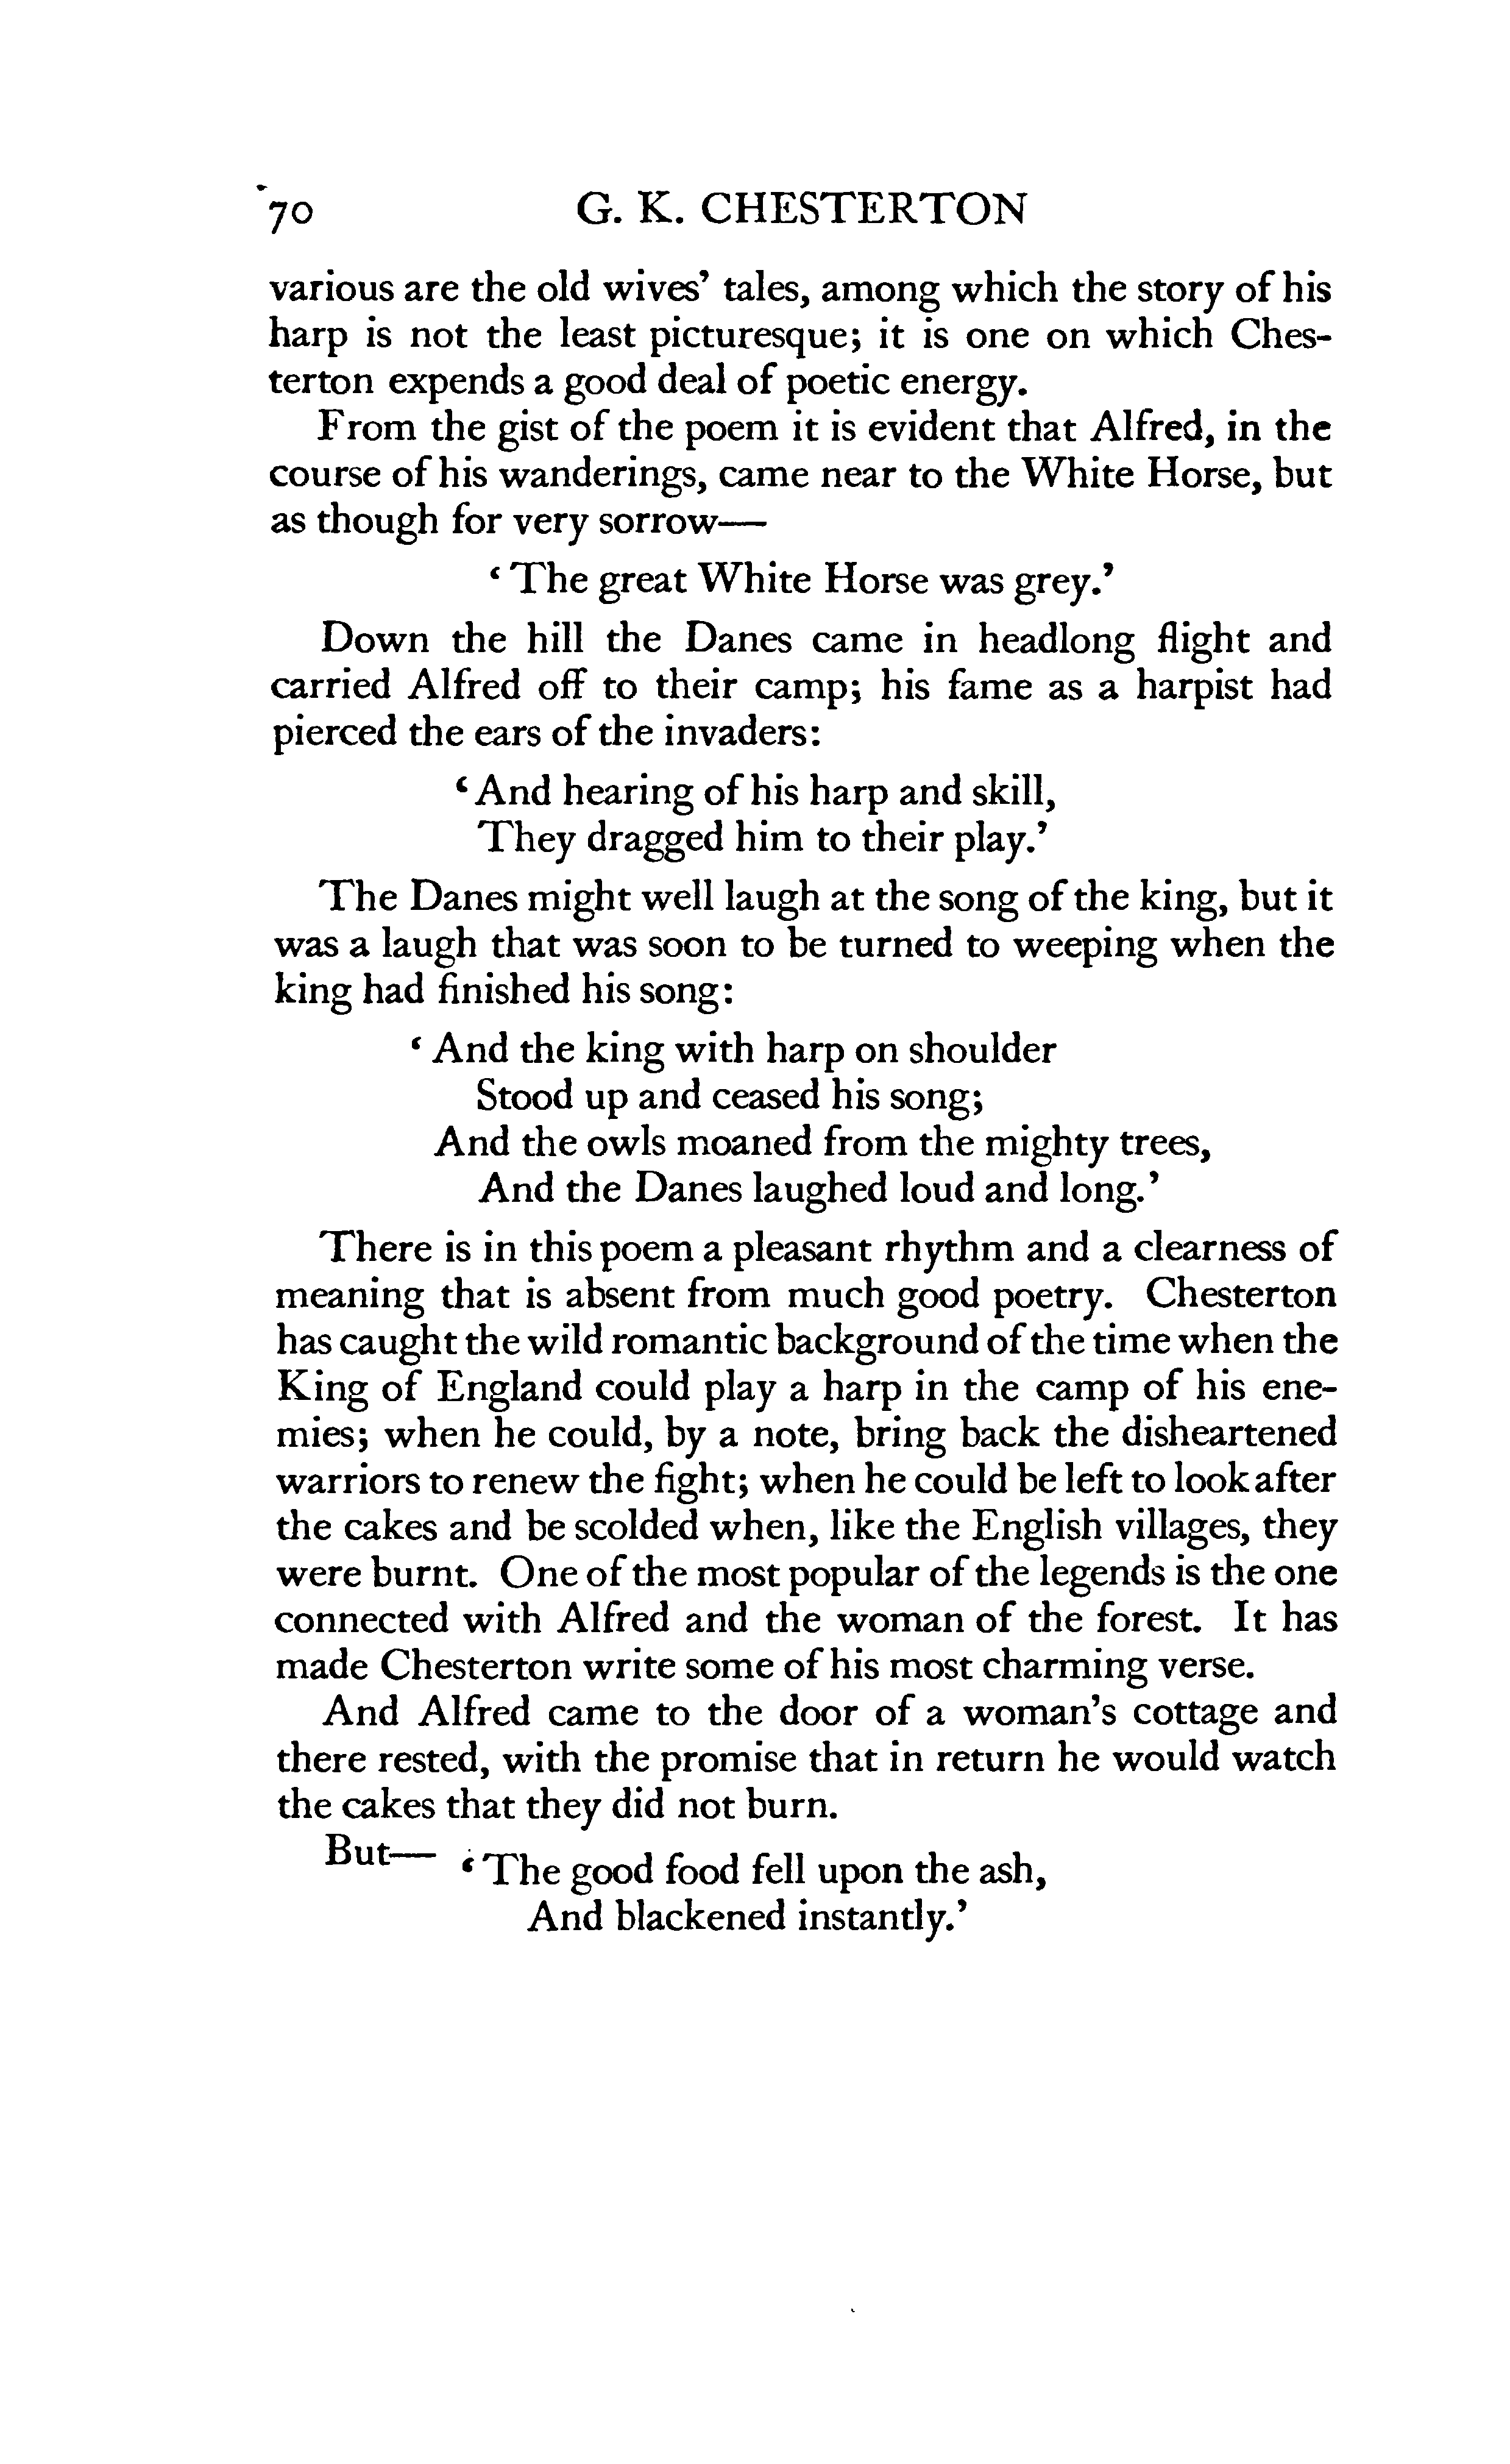 70 G. K. CHESTERTON
various are the old wives’ tales, among which the story of his
harp is not the least picturesque; it is one on which Ches-
terton expends a good deal of poetic energy.
From the gist of the poem it is evident that Alfred, in the
course of his wanderings, came near to the White Horse, but
as though for very sorrow—
‘The great White Horse was grey.’
Down the hill the Danes came in headlong flight and
carried Alfred off to their camp; his fame as a harpist had
pierced the ears of the invaders:
‘And hearing of his harp and skill,
They dragged him to their play.’
The Danes might well laugh at the song of the king, but it
was a laugh that was soon to be turned to weeping when the
king had finished his song:
‘And the king with harp on shoulder
Stood up and ceased his song;
And the owls moaned from the mighty trees,
And the Danes laughed loud and long.’
There is in this poem a pleasant rhythm and a clearness of
meaning that is absent from much good poetry. Chesterton
has caught the wild romantic background of the time when the
King of England could play a harp in the camp of his ene-
mies; when he could, by a note, bring back the disheartened
warriors to renew the fight; when he could be left to look after
the cakes and be scolded when, like the English villages, they
were burnt. One of the most popular of the legends is the one
connected with Alfred and the woman of the forest. It has
made Chesterton write some of his most charming verse.
And Alfred came to the door of a woman’s cottage and
there rested, with the promise that in return he would watch
the cakes that they did not burn.
But— ‘The good food fell upon the ash,
And blackened instantly.’